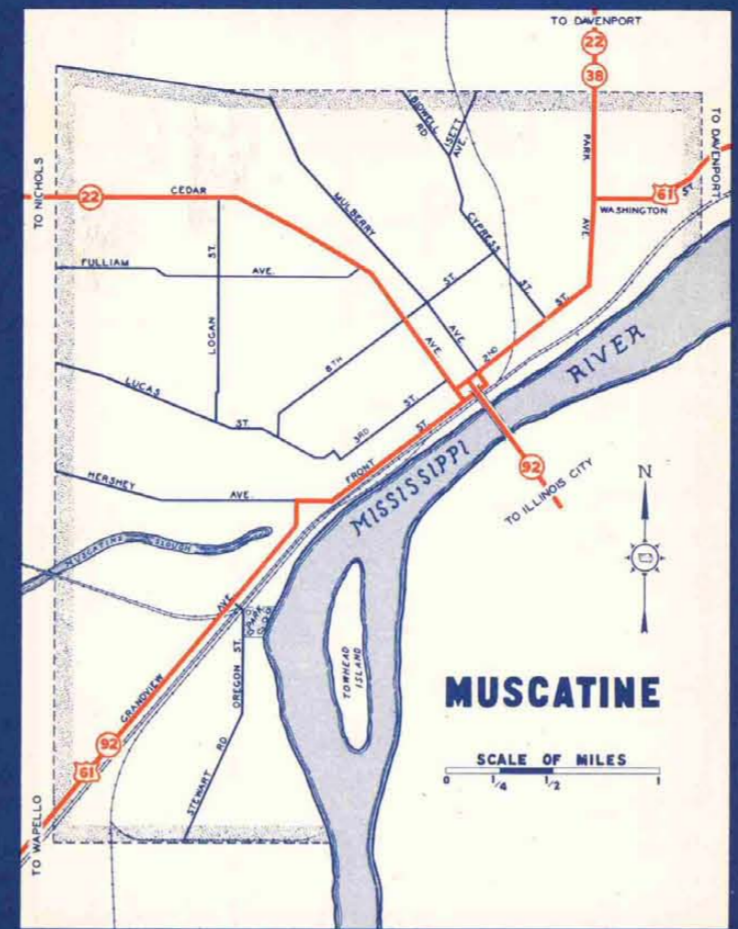 TO DAVENPORT
22
38
TO DAVENPORT
BIDWELL
RD
ISETT
AVE.
PARK
AVE.
61
ST.
WASHINGTON
TO NICHOLS
22
CEDAR
MULBERRY
AVE
CYPRESS
ST.
FULLIAM
AVE.
LOGAN
ST.
8TH
ST.
AVE
2ND
ST.
LUCAS
ST.
3RD
ST.
FRONT
ST.
MISSISSIPPI
RIVER
92
TO ILLINOIS CITY
HERSHEY
AVE.
MUSCATINE
SLOUGH
N
PARK
OREGON
ST.
TOWHEAD
ISLAND
GRANDVIEW
AVE
92
61
STEWART
RD
TO WAPELLO
MUSCATINE
SCALE OF MILES
0 1/4 1/2 1